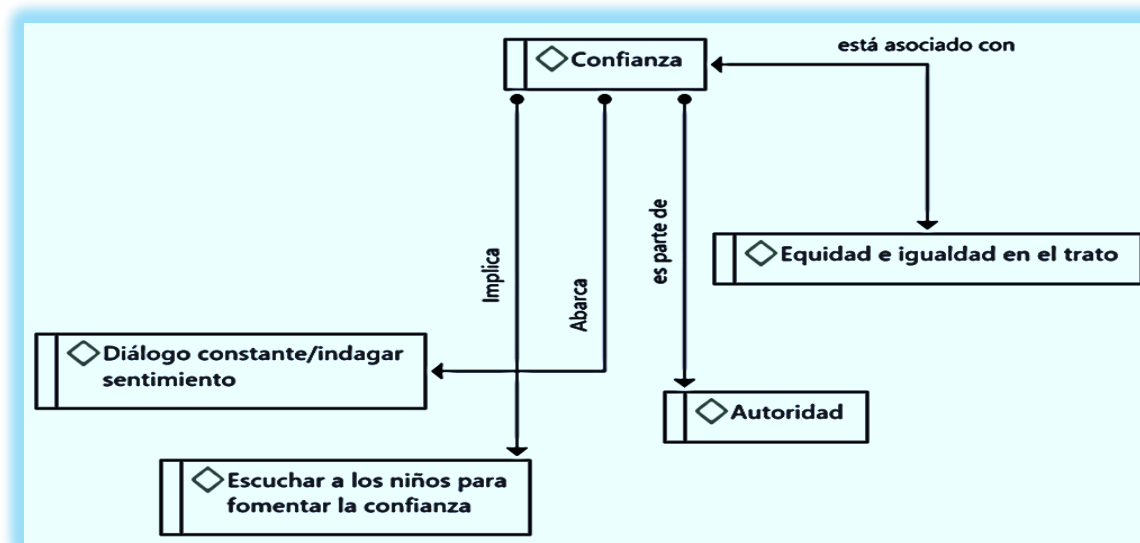 Confianza
está asociado con
Implica
Abarca
es parte de
Equidad e igualdad en el trato
Diálogo constante/indagar
sentimiento
Autoridad
Escuchar a los niños para
fomentar la confianza